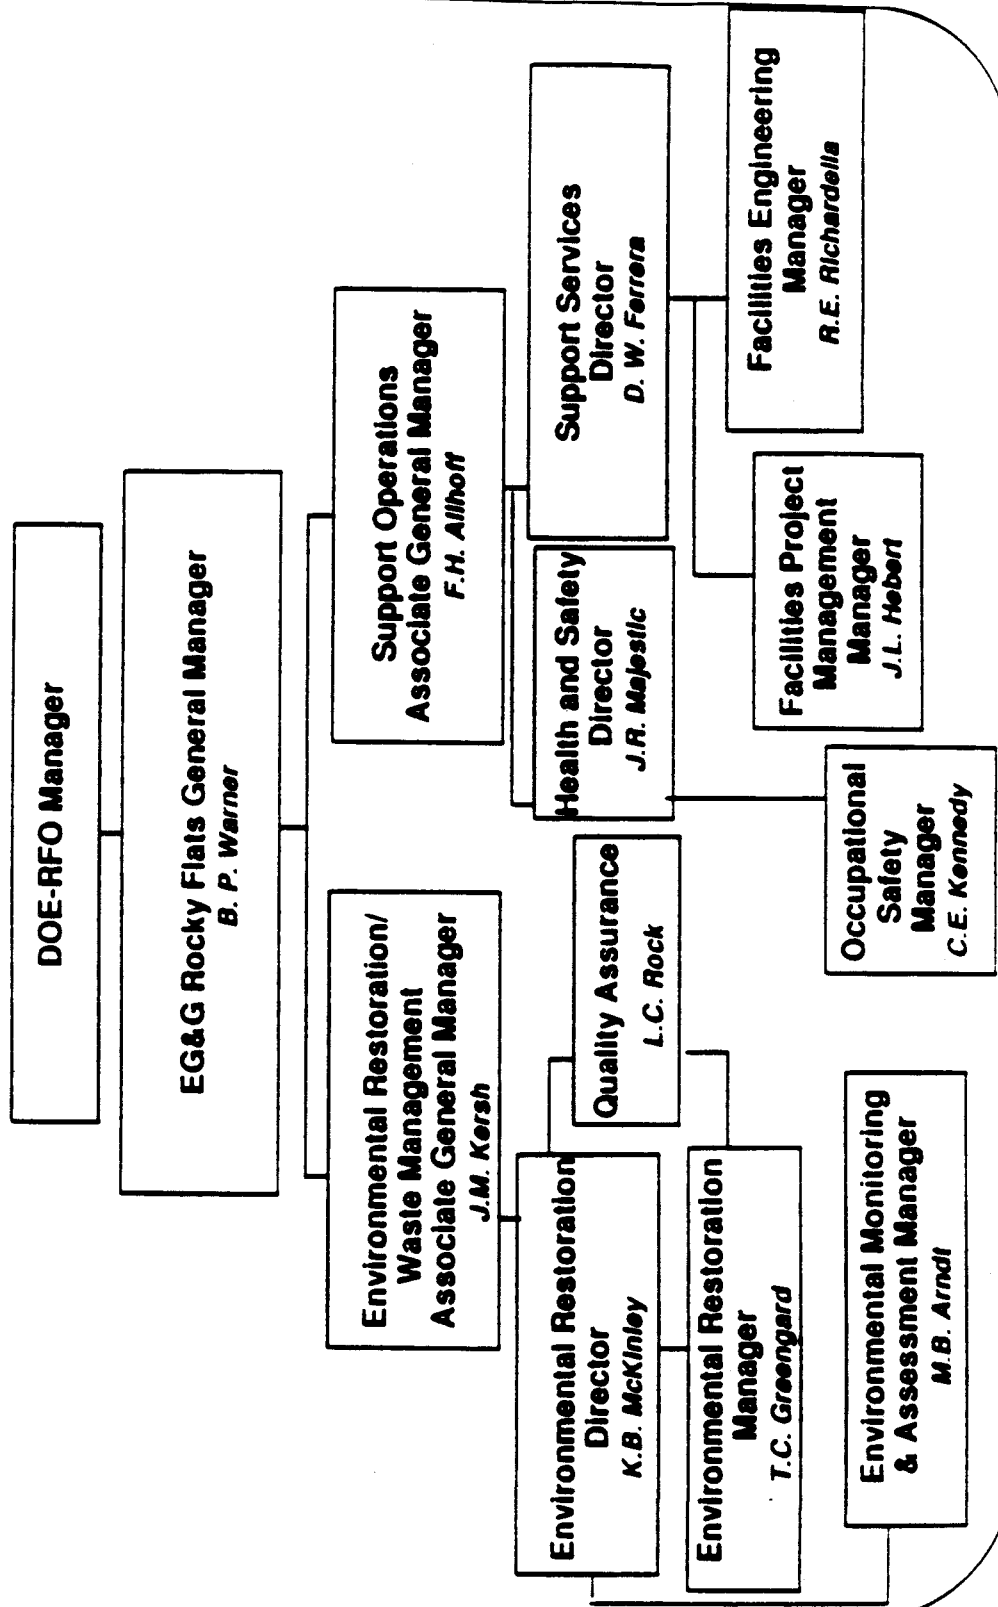 DOE-RFO Manager
EG&G Rocky Flats General Manager
B. P. Warner
Environmental Restoration/
Waste Management
Associate General Manager
J.M. Kersh
Support Operations
Associate General Manager
F.H. Allhoff
Environmental Restoration
Director
K.B. McKinley
Quality Assurance
L.C. Rock
Health and Safety
Director
J.R. Majestic
Support Services
Director
D. W. Ferrera
Environmental Restoration
Manager
T.C. Greengard
Facilities Project
Management
Manager
J.L. Hebert
Facilities Engineering
Manager
R.E. Richardella
Environmental Monitoring
& Assessment Manager
M.B. Arndt
Occupational
Safety
Manager
C.E. Kennedy